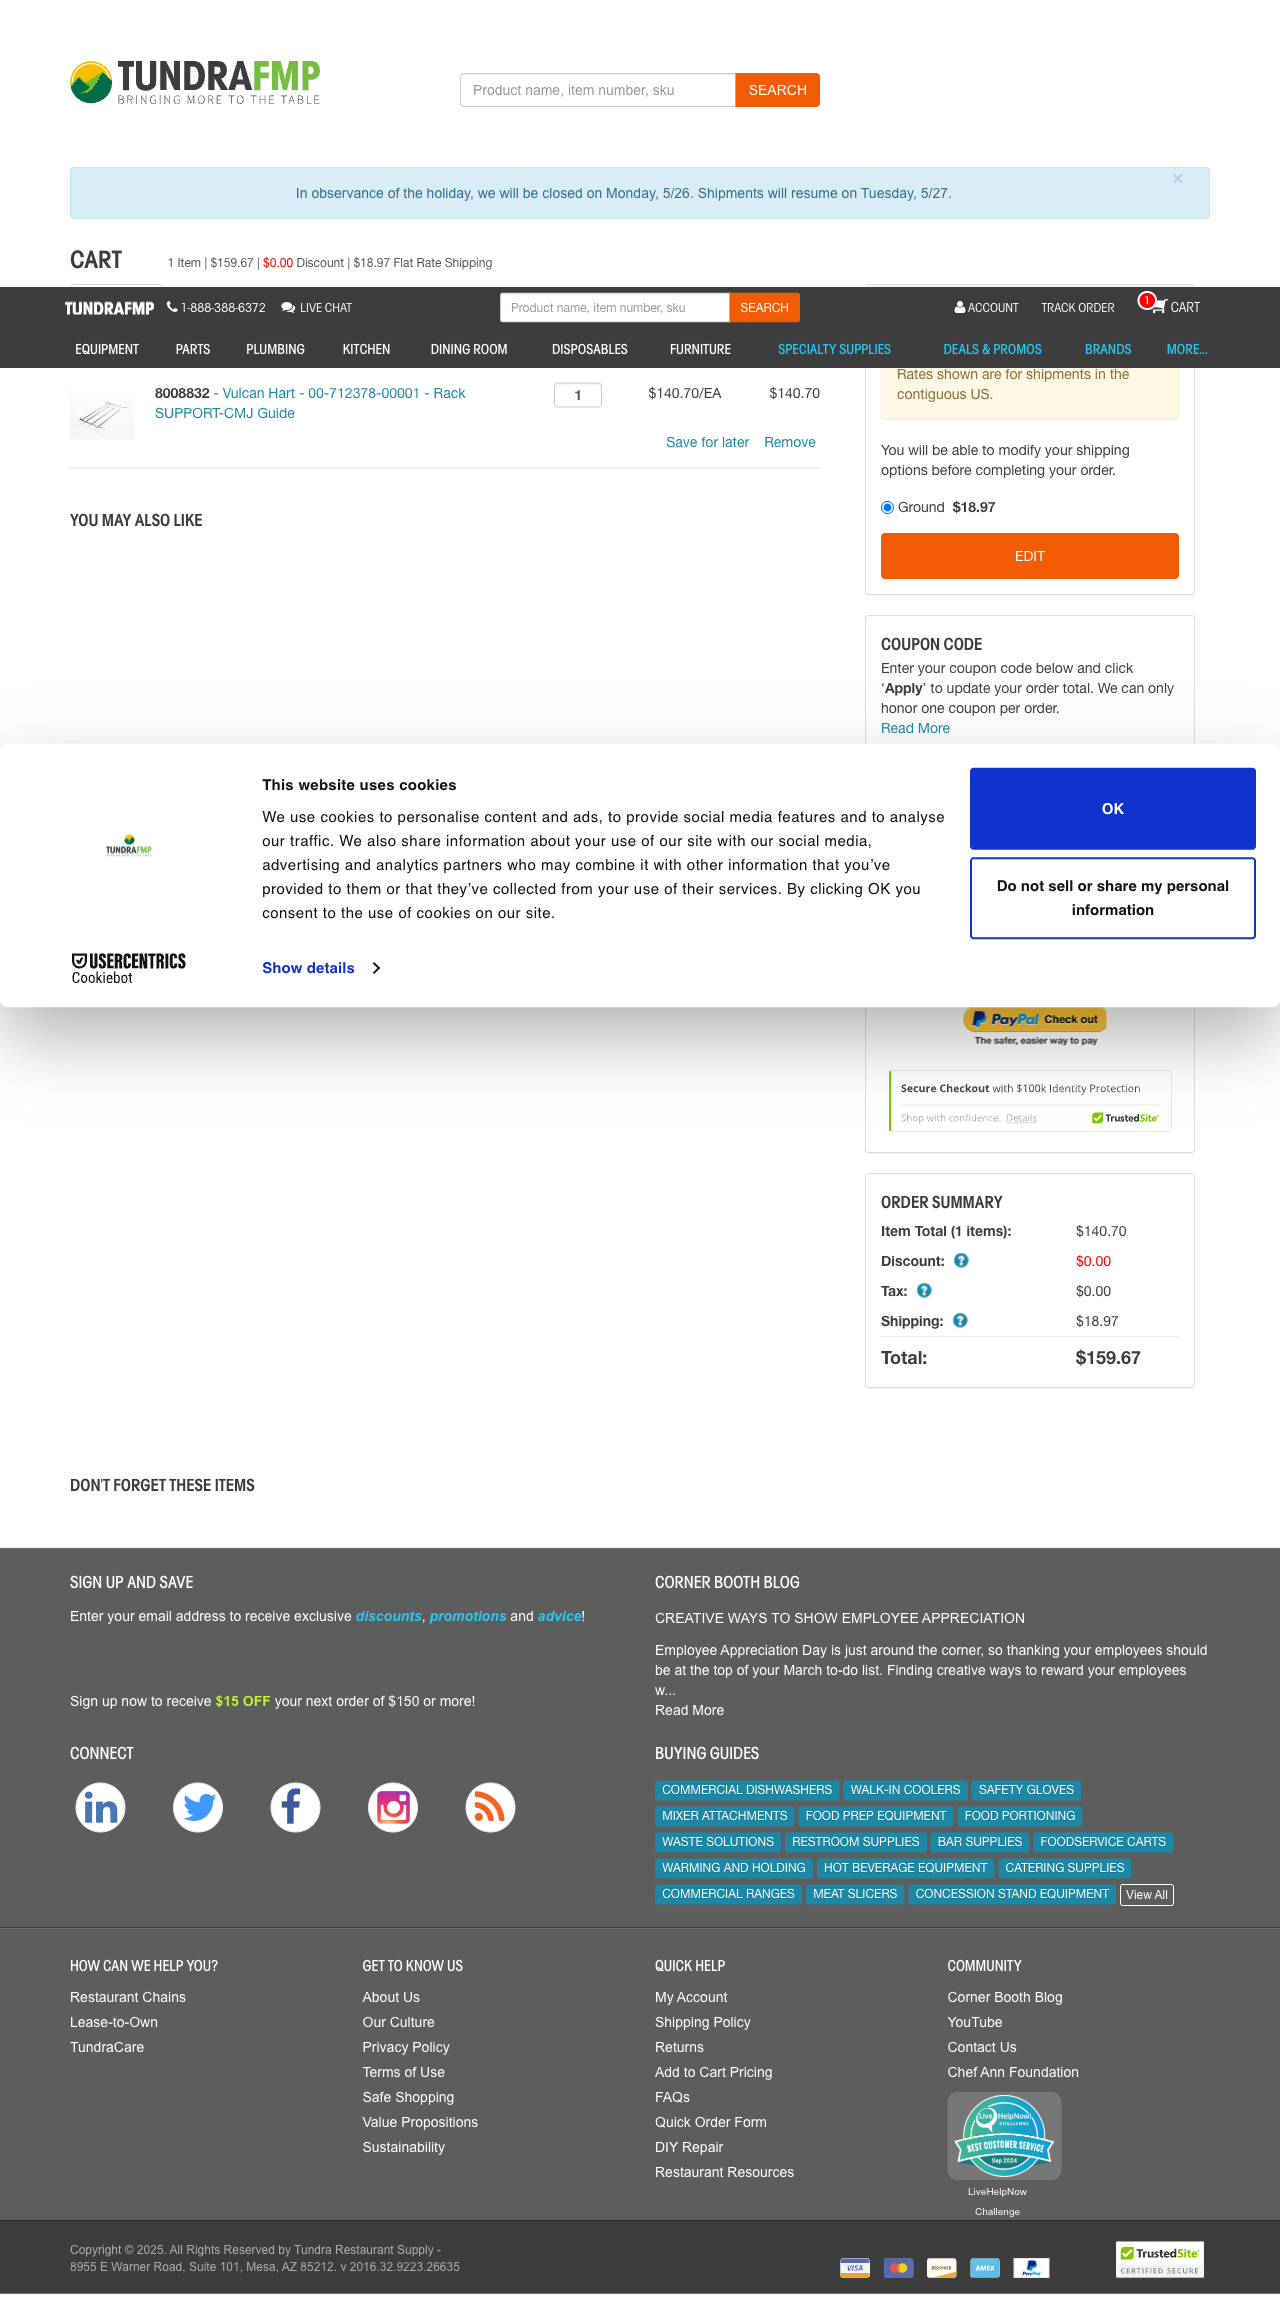 TUNDRAFMP
BRINGING MORE TO THE TABLE
Product name, item number, sku
SEARCH
In observance of the holiday, we will be closed on Monday, 5/26. Shipments will resume on Tuesday, 5/27.
×
CART
1 Item | $159.67 | $0.00 Discount | $18.97 Flat Rate Shipping
TUNDRAFMP
1-888-388-6372
LIVE CHAT
Product name, item number, sku
SEARCH
ACCOUNT
TRACK ORDER
1
CART
EQUIPMENT
PARTS
PLUMBING
KITCHEN
DINING ROOM
DISPOSABLES
FURNITURE
SPECIALTY SUPPLIES
DEALS & PROMOS
BRANDS
MORE...
8008832 - Vulcan Hart - 00-712378-00001 - Rack
SUPPORT-CMJ Guide
1
$140.70/EA
$140.70
Save for later
Remove
Rates shown are for shipments in the
contiguous US.
You will be able to modify your shipping
options before completing your order.
Ground $18.97
EDIT
YOU MAY ALSO LIKE
COUPON CODE
Enter your coupon code below and click
‘Apply’ to update your order total. We can only
honor one coupon per order.
Read More
TUNDRAFMP
This website uses cookies
We use cookies to personalise content and ads, to provide social media features and to analyse
our traffic. We also share information about your use of our site with our social media,
advertising and analytics partners who may combine it with other information that you’ve
provided to them or that they’ve collected from your use of their services. By clicking OK you
consent to the use of cookies on our site.
OK
Do not sell or share my personal
information
USERCENTRICS
Cookiebot
Show details
PayPal Check out
The safer, easier way to pay
Secure Checkout with $100k Identity Protection
Shop with confidence. Details
TrustedSite
ORDER SUMMARY
Item Total (1 items): $140.70
Discount: ? $0.00
Tax: ? $0.00
Shipping: ? $18.97
Total: $159.67
DON'T FORGET THESE ITEMS
SIGN UP AND SAVE
Enter your email address to receive exclusive discounts, promotions and advice!
Sign up now to receive $15 OFF your next order of $150 or more!
CORNER BOOTH BLOG
CREATIVE WAYS TO SHOW EMPLOYEE APPRECIATION
Employee Appreciation Day is just around the corner, so thanking your employees should
be at the top of your March to-do list. Finding creative ways to reward your employees
w...
Read More
CONNECT
BUYING GUIDES
COMMERCIAL DISHWASHERS WALK-IN COOLERS SAFETY GLOVES
MIXER ATTACHMENTS FOOD PREP EQUIPMENT FOOD PORTIONING
WASTE SOLUTIONS RESTROOM SUPPLIES BAR SUPPLIES FOODSERVICE CARTS
WARMING AND HOLDING HOT BEVERAGE EQUIPMENT CATERING SUPPLIES
COMMERCIAL RANGES MEAT SLICERS CONCESSION STAND EQUIPMENT View All
HOW CAN WE HELP YOU?
Restaurant Chains
Lease-to-Own
TundraCare
GET TO KNOW US
About Us
Our Culture
Privacy Policy
Terms of Use
Safe Shopping
Value Propositions
Sustainability
QUICK HELP
My Account
Shipping Policy
Returns
Add to Cart Pricing
FAQs
Quick Order Form
DIY Repair
Restaurant Resources
COMMUNITY
Corner Booth Blog
YouTube
Contact Us
Chef Ann Foundation
LiveHelpNow!
CHALLENGE
BEST CUSTOMER SERVICE
Sep 2024
LiveHelpNow
Challenge
Copyright © 2025. All Rights Reserved by Tundra Restaurant Supply -
8955 E Warner Road, Suite 101, Mesa, AZ 85212. v 2016.32.9223.26635
VISA
DISCOVER
AMEX
PayPal
TrustedSite
CERTIFIED SECURE